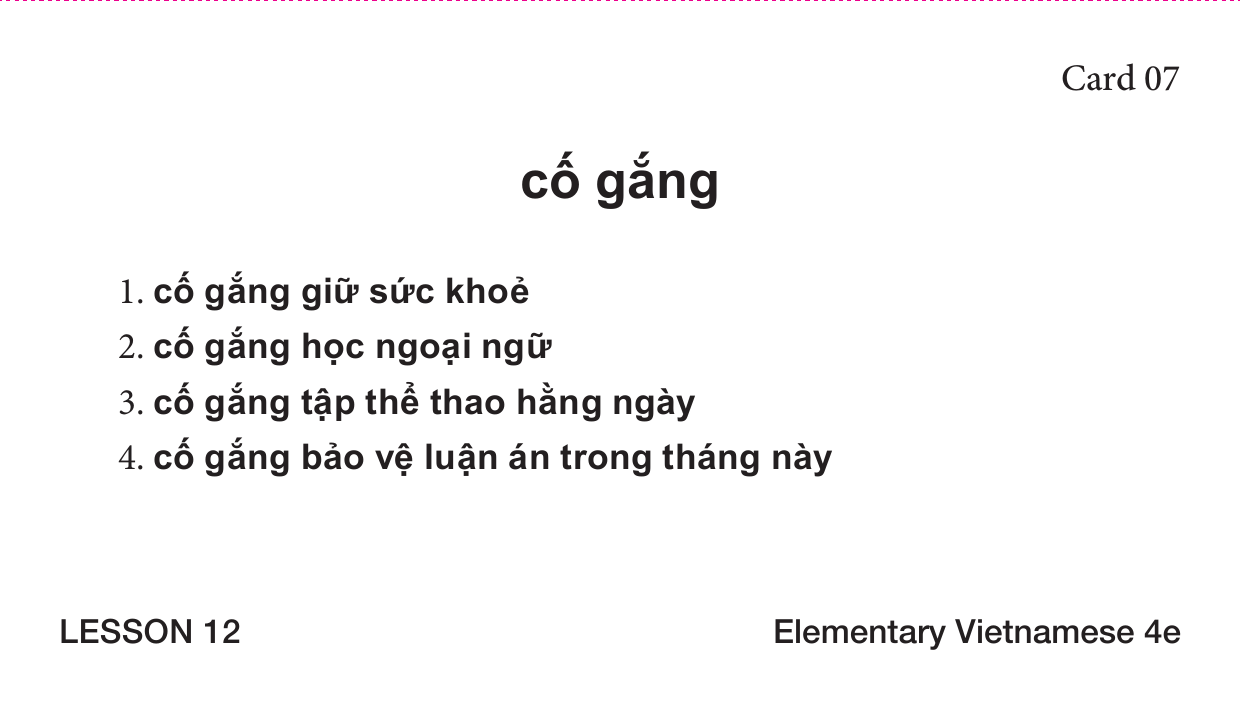 Card 07
cố gắng
1. cố gắng giữ sức khoẻ
2. cố gắng học ngoại ngữ
3. cố gắng tập thể thao hằng ngày
4. cố gắng bảo vệ luận án trong tháng này
LESSON 12 Elementary Vietnamese 4e